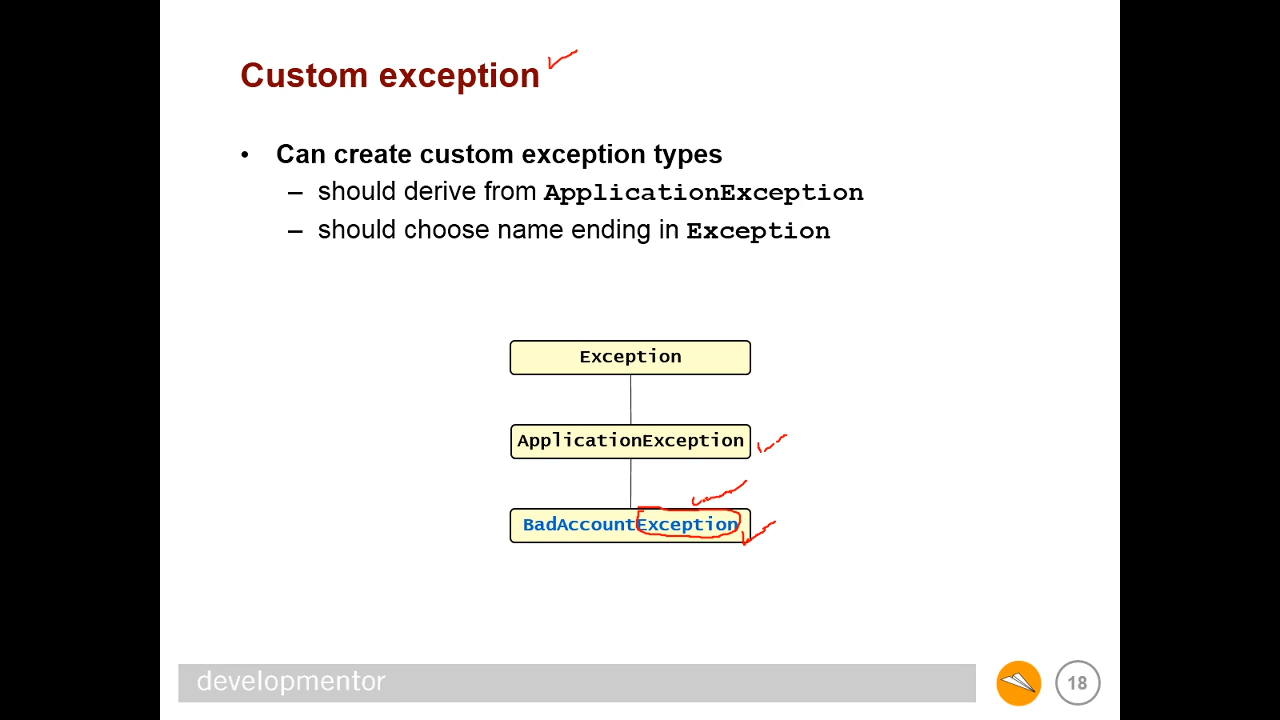 Custom exception
• Can create custom exception types
– should derive from ApplicationException
– should choose name ending in Exception
Exception
ApplicationException
BadAccountException
developmentor
18